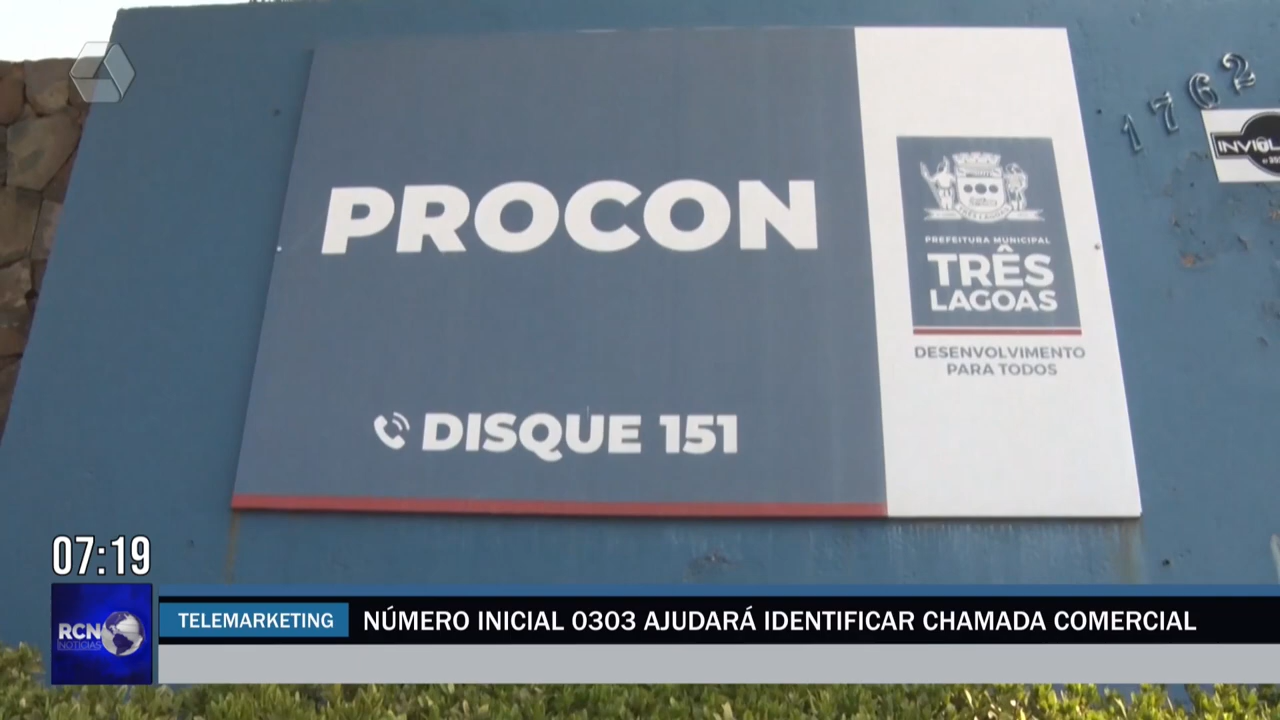 PROCON
DISQUE 151
PREFEITURA MUNICIPAL
TRÊS
LAGOAS
DESENVOLVIMENTO
PARA TODOS
1762
07:19
RCN
NOTÍCIAS
TELEMARKETING
NÚMERO INICIAL 0303 AJUDARÁ IDENTIFICAR CHAMADA COMERCIAL